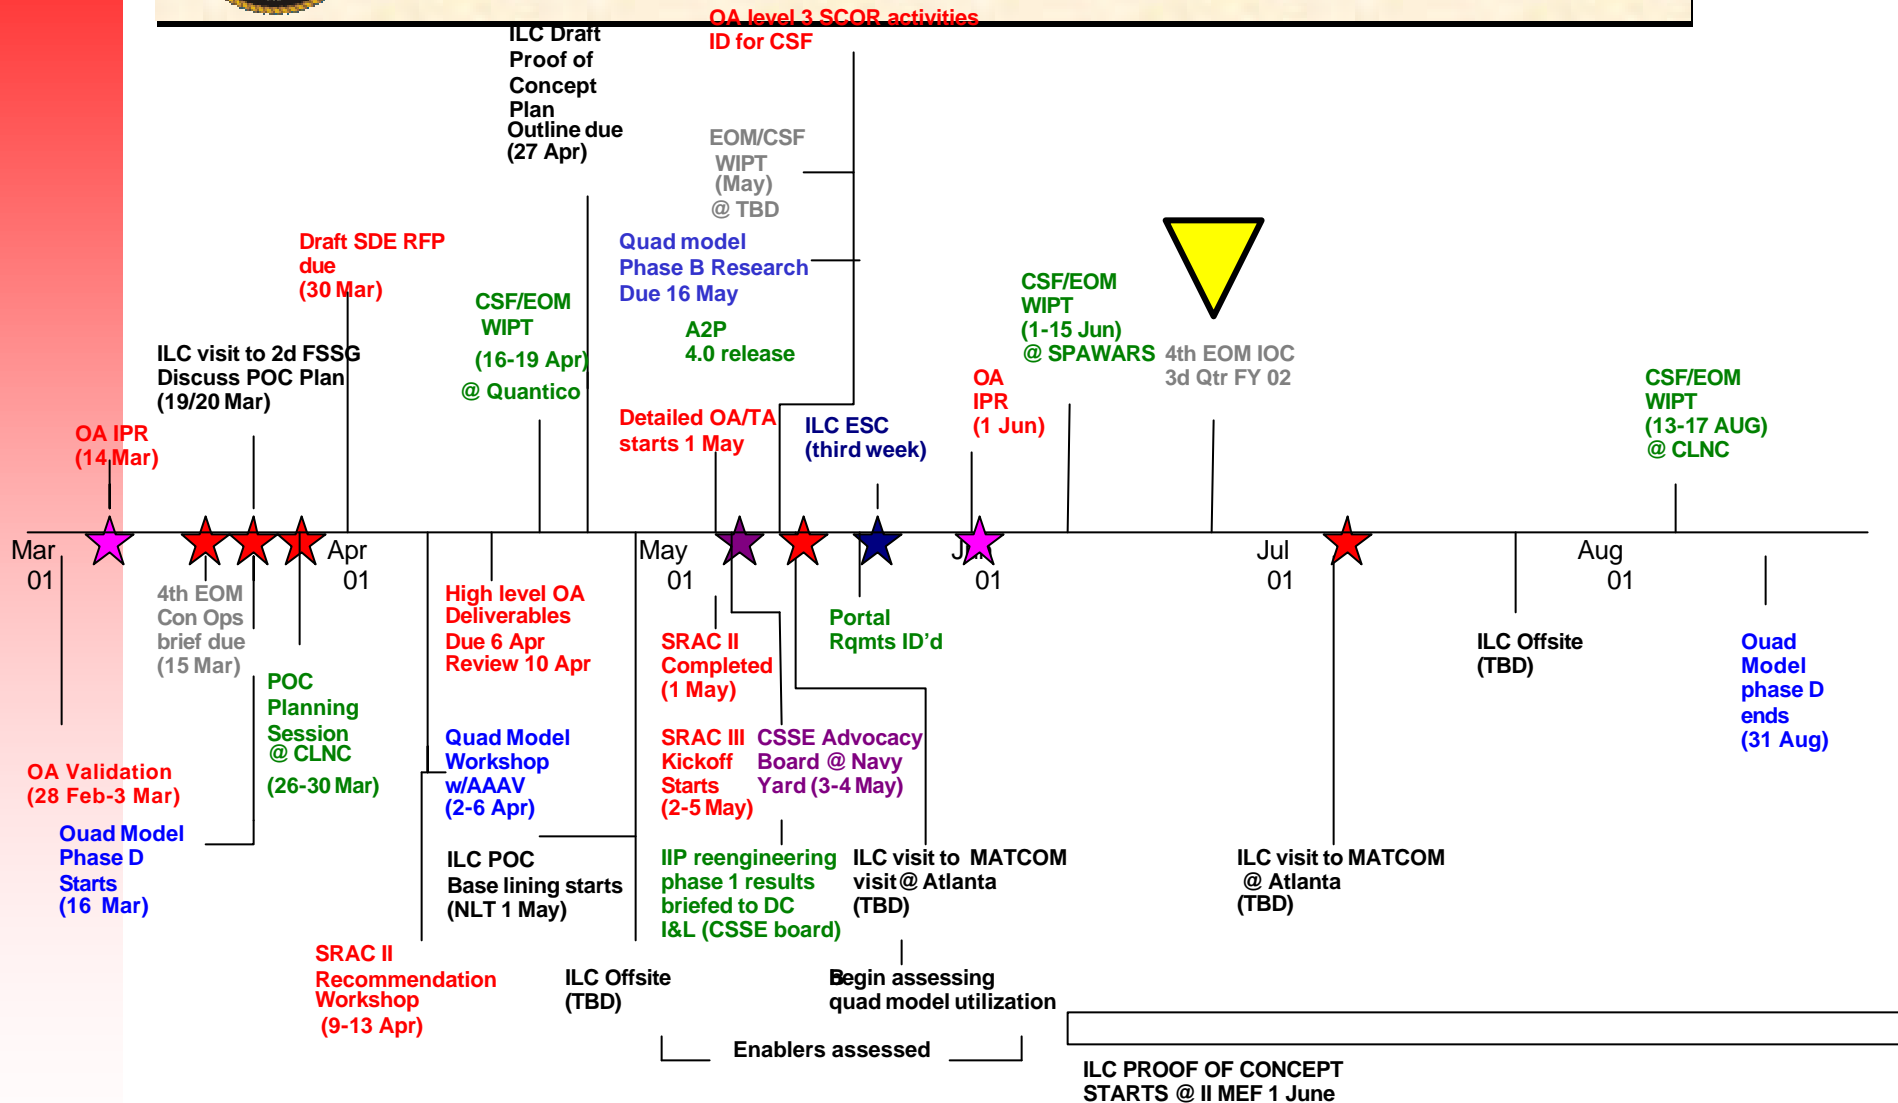 OA level 3 SCOR activities
ID for CSF
ILC Draft
Proof of
Concept
Plan
Outline due
(27 Apr)
EOM/CSF
WIPT
(May)
@ TBD
Draft SDE RFP
due
(30 Mar)
Quad model
Phase B Research
Due 16 May
CSF/EOM
WIPT
(16-19 Apr)
@ Quantico
A2P
4.0 release
CSF/EOM
WIPT
(1-15 Jun)
@ SPAWARS
4th EOM IOC
3d Qtr FY 02
ILC visit to 2d FSSG
Discuss POC Plan
(19/20 Mar)
OA IPR
(14 Mar)
Detailed OA/TA
starts 1 May
ILC ESC
(third week)
OA
IPR
(1 Jun)
CSF/EOM
WIPT
(13-17 AUG)
@ CLNC
Mar
01
Apr
01
May
01
Jun
01
Jul
01
Aug
01
4th EOM
Con Ops
brief due
(15 Mar)
POC
Planning
Session
@ CLNC
(26-30 Mar)
High level OA
Deliverables
Due 6 Apr
Review 10 Apr
SRAC II
Completed
(1 May)
Portal
Rqmts ID’d
ILC Offsite
(TBD)
Ouad
Model
phase D
ends
(31 Aug)
OA Validation
(28 Feb-3 Mar)
Ouad Model
Phase D
Starts
(16 Mar)
Quad Model
Workshop
w/AAAV
(2-6 Apr)
SRAC III
Kickoff
Starts
(2-5 May)
CSSE Advocacy
Board @ Navy
Yard (3-4 May)
ILC POC
Base lining starts
(NLT 1 May)
IIP reengineering
phase 1 results
briefed to DC
I&L (CSSE board)
ILC visit to MATCOM
visit @ Atlanta
(TBD)
ILC visit to MATCOM
@ Atlanta
(TBD)
SRAC II
Recommendation
Workshop
(9-13 Apr)
ILC Offsite
(TBD)
Begin assessing
quad model utilization
Enablers assessed
ILC PROOF OF CONCEPT
STARTS @ II MEF 1 June